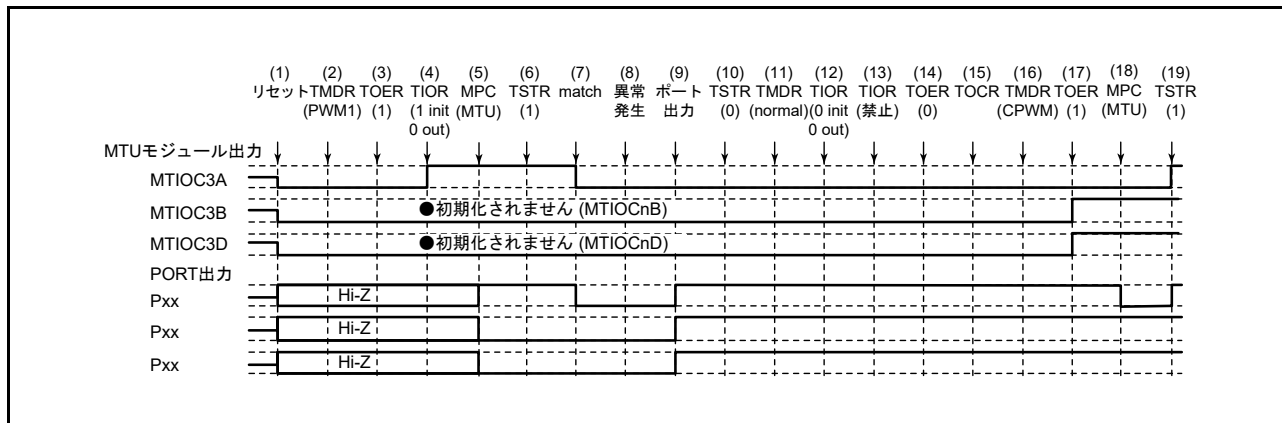 (1) (2) (3) (4) (5) (6) (7) (8) (9) (10) (11) (12) (13) (14) (15) (16) (17) (18) (19)
リセット TMDR TOER TIOR MPC TSTR match 異常 ポート TSTR TMDR TIOR TIOR TOER TOCR TMDR TOER MPC TSTR
(PWM1) (1) (1 init (MTU) (1) 発生 出力 (0) (normal) (0 init (禁止) (0) (CPWM) (1) (MTU) (1)
0 out) 0 out)
MTUモジュール出力
MTIOC3A
MTIOC3B ●初期化されません (MTIOCnB)
MTIOC3D ●初期化されません (MTIOCnD)
PORT出力
Pxx Hi-Z
Pxx Hi-Z
Pxx Hi-Z